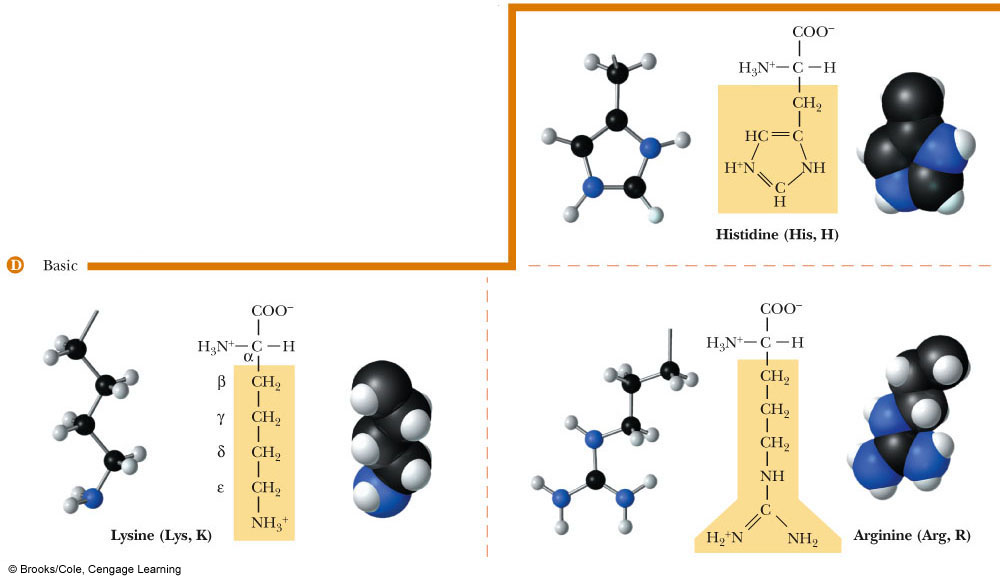 COO⁻
H₃N⁺—C—H
CH₂
HC=C
H⁺N NH
C
H
Histidine (His, H)
D Basic
COO⁻
H₃N⁺—C—H
α
β CH₂
γ CH₂
δ CH₂
ε CH₂
NH₃⁺
Lysine (Lys, K)
COO⁻
H₃N⁺—C—H
CH₂
CH₂
CH₂
NH
C
H₂⁺N NH₂
Arginine (Arg, R)
© Brooks/Cole, Cengage Learning